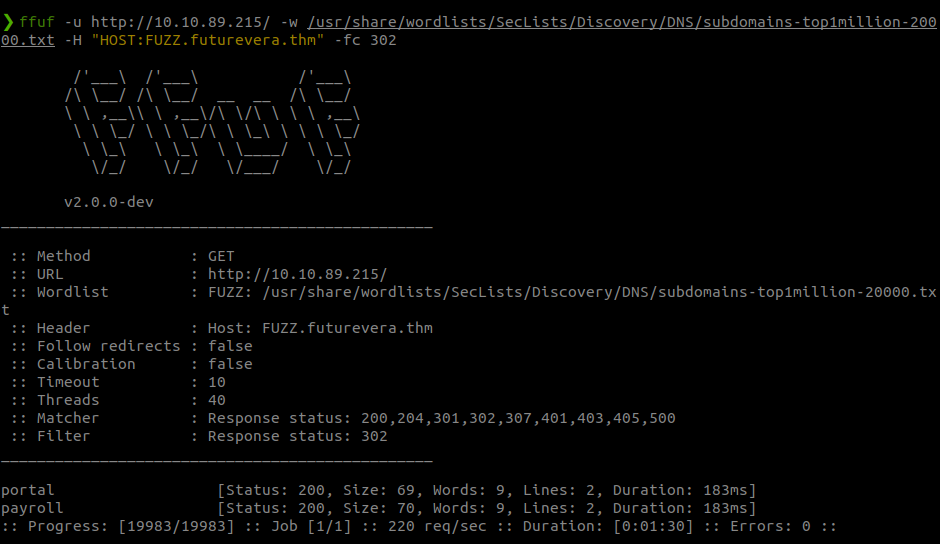 ❯ ffuf -u http://10.10.89.215/ -w /usr/share/wordlists/SecLists/Discovery/DNS/subdomains-top1million-200
00.txt -H "HOST:FUZZ.futurevera.thm" -fc 302

        /'___\  /'___\           /'___\
       /\ \__/ /\ \__/  __  __  /\ \__/
       \ \ ,__\\ \ ,__\/\ \/\ \ \ \ ,__\
        \ \ \_/ \ \ \_/\ \ \_\ \ \ \ \_/
         \ \_\   \ \_\  \ \____/  \ \_\
          \/_/    \/_/   \/___/    \/_/

       v2.0.0-dev
________________________________________________

 :: Method           : GET
 :: URL              : http://10.10.89.215/
 :: Wordlist         : FUZZ: /usr/share/wordlists/SecLists/Discovery/DNS/subdomains-top1million-20000.tx
t
 :: Header           : Host: FUZZ.futurevera.thm
 :: Follow redirects : false
 :: Calibration      : false
 :: Timeout          : 10
 :: Threads          : 40
 :: Matcher          : Response status: 200,204,301,302,307,401,403,405,500
 :: Filter           : Response status: 302
________________________________________________

portal                  [Status: 200, Size: 69, Words: 9, Lines: 2, Duration: 183ms]
payroll                 [Status: 200, Size: 70, Words: 9, Lines: 2, Duration: 183ms]
:: Progress: [19983/19983] :: Job [1/1] :: 220 req/sec :: Duration: [0:01:30] :: Errors: 0 ::